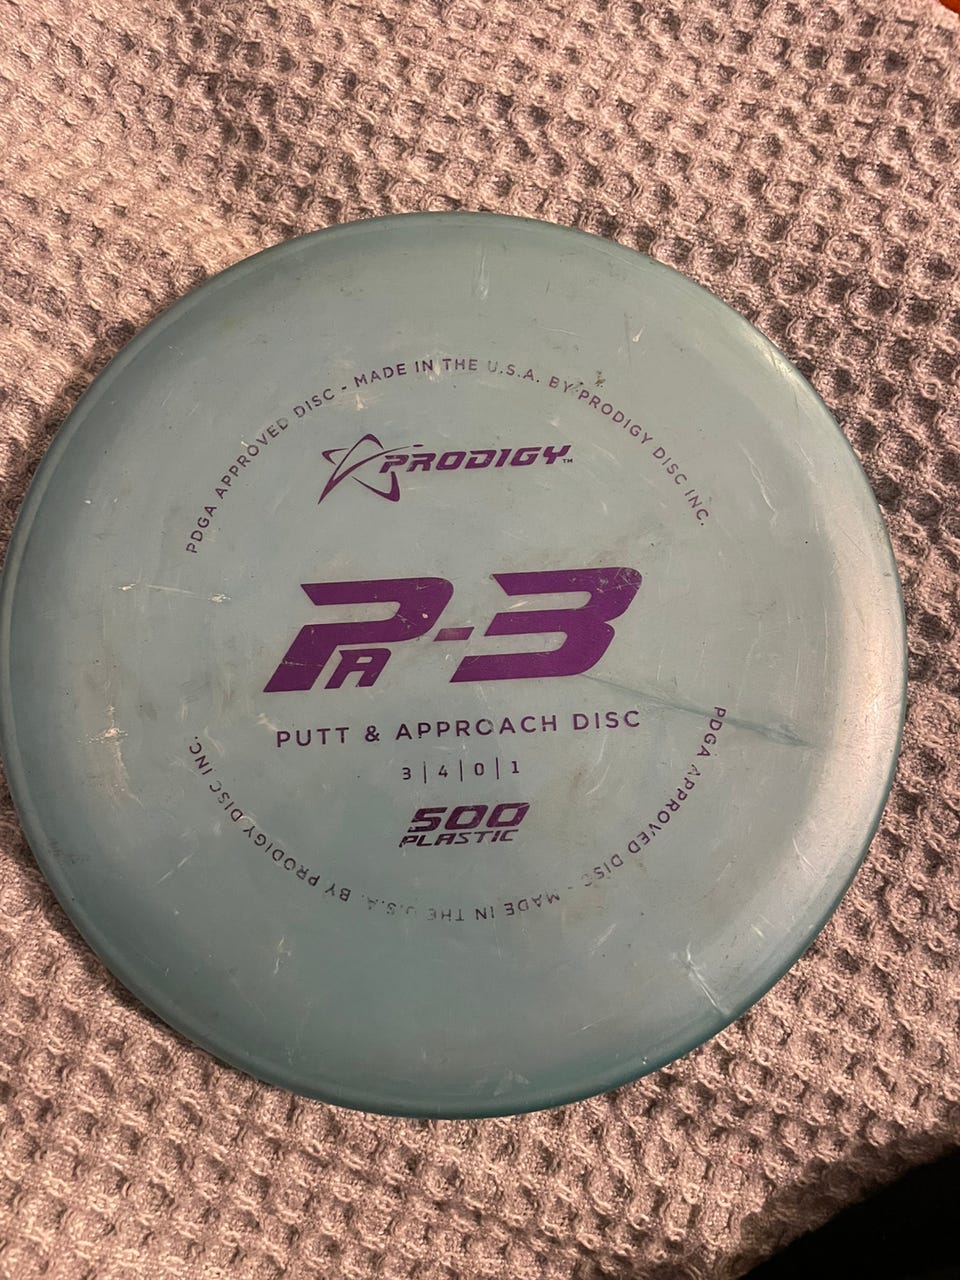 PDGA APPROVED DISC - MADE IN THE U.S.A. BY PRODIGY DISC INC.
PRODIGY™
PA-3
PUTT & APPROACH DISC
3 | 4 | 0 | 1
500
PLASTIC
PDGA APPROVED DISC - MADE IN THE U.S.A. BY PRODIGY DISC INC.